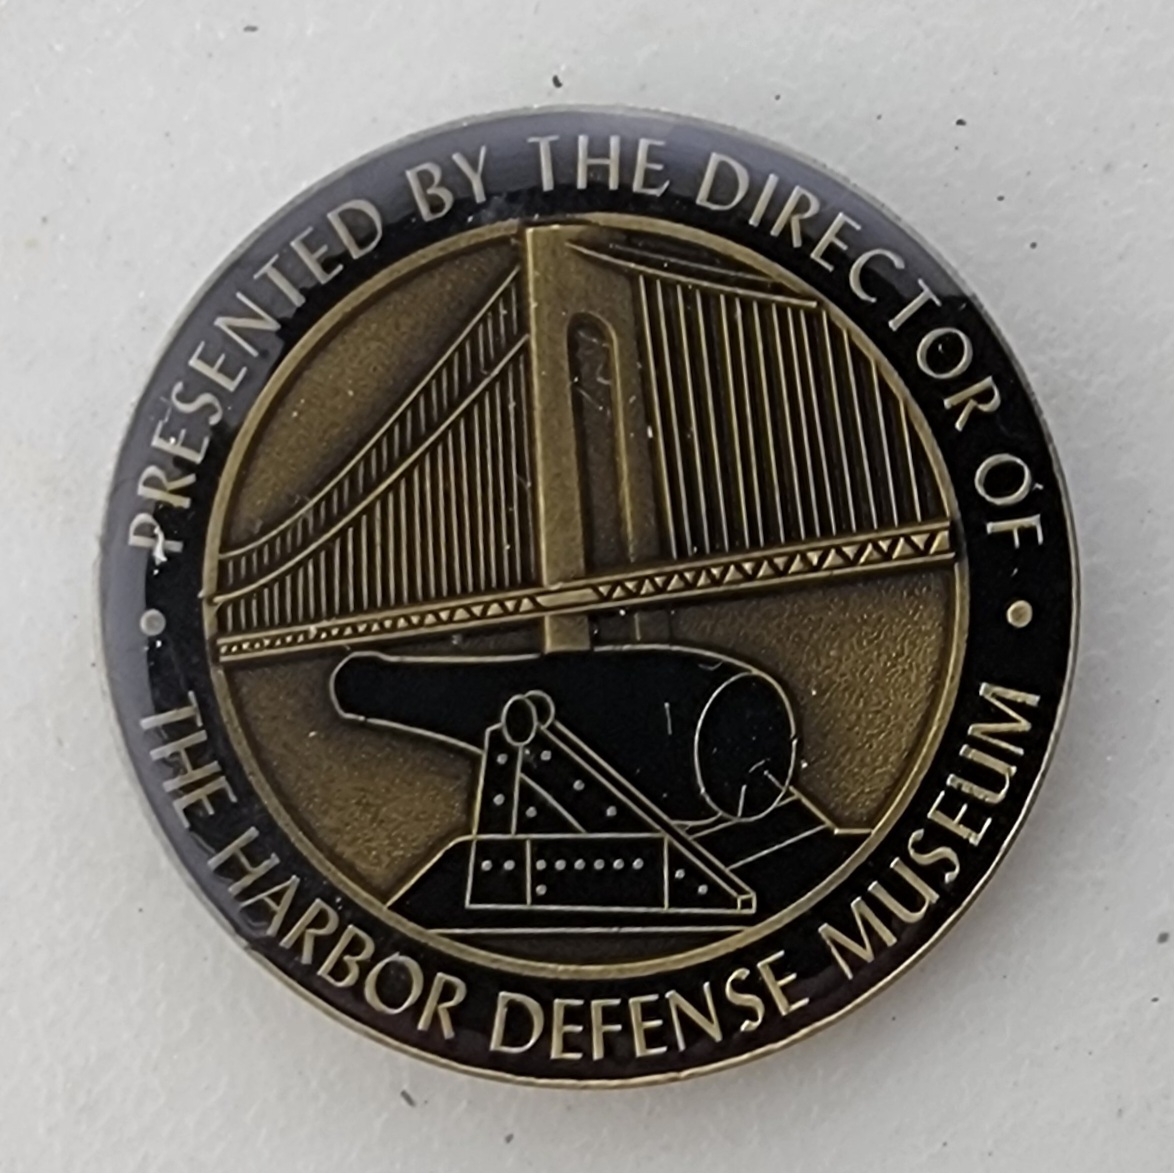 PRESENTED BY THE DIRECTOR OF
THE HARBOR DEFENSE MUSEUM